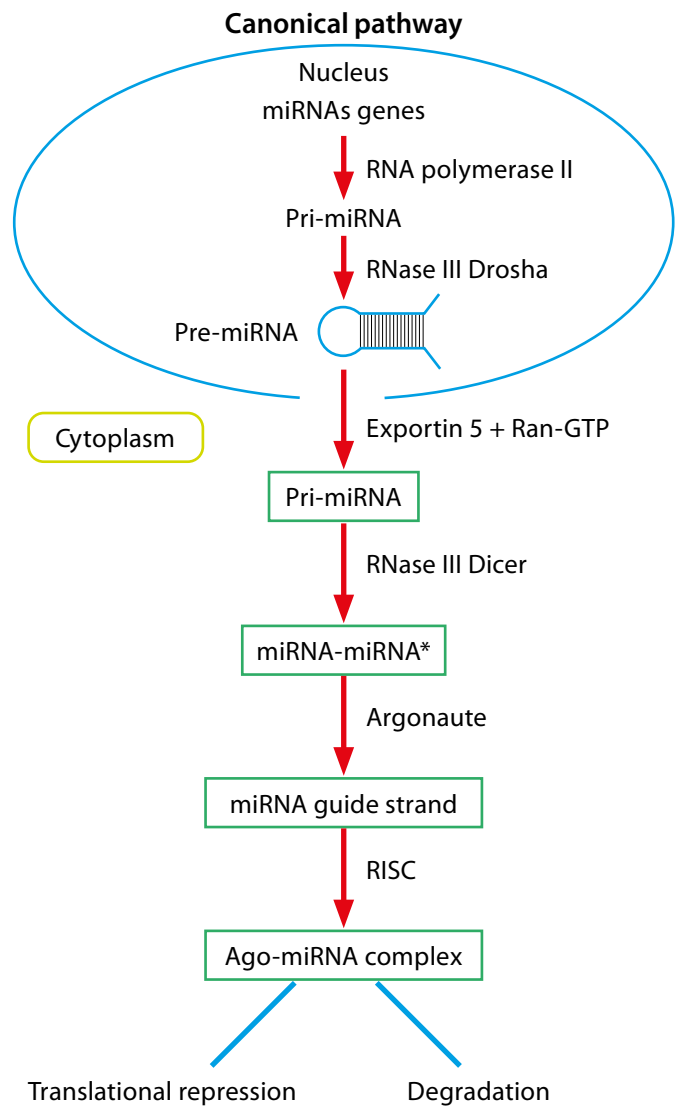 Canonical pathway
Nucleus
miRNAs genes
RNA polymerase II
Pri-miRNA
RNase III Drosha
Pre-miRNA
Exportin 5 + Ran-GTP
Cytoplasm
Pri-miRNA
RNase III Dicer
miRNA-miRNA*
Argonaute
miRNA guide strand
RISC
Ago-miRNA complex
Translational repression
Degradation